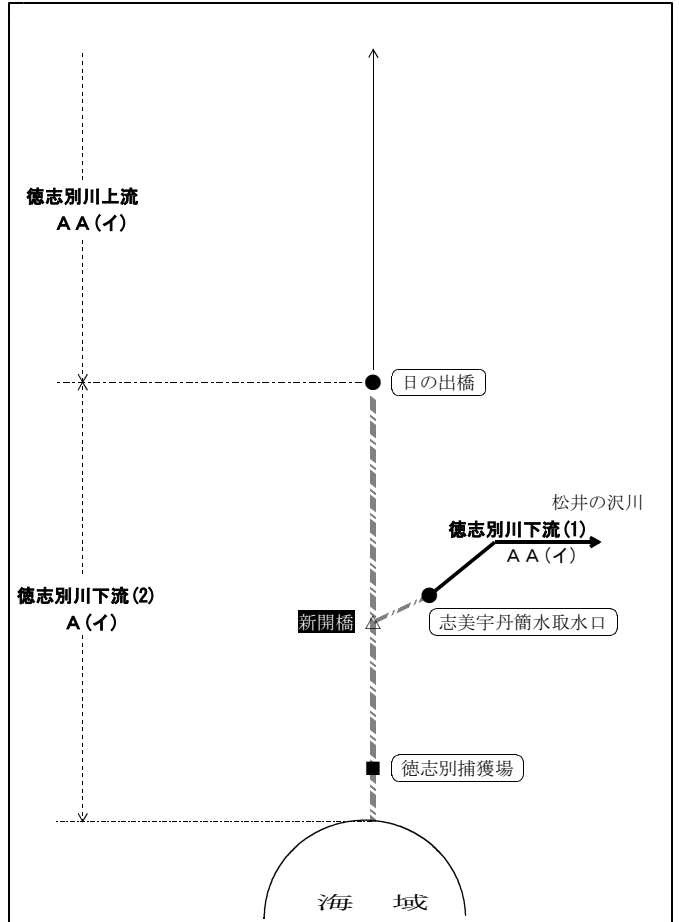 徳志別川上流
ＡＡ(イ)
日の出橋
松井の沢川
徳志別川下流(1)
ＡＡ(イ)
徳志別川下流(2)
Ａ(イ)
新開橋
志美宇丹簡水取水口
徳志別捕獲場
海　域